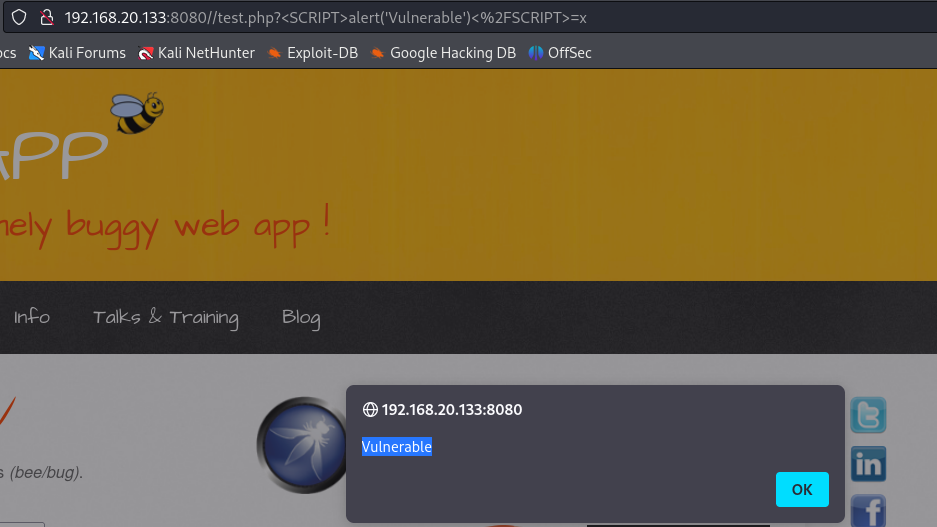 192.168.20.133:8080//test.php?<SCRIPT>alert('Vulnerable')<%2FSCRIPT>=x
ocs Kali Forums Kali NetHunter Exploit-DB Google Hacking DB OffSec
APP
nely buggy web app !
Info Talks & Training Blog
192.168.20.133:8080
Vulnerable
s (bee/bug).
OK